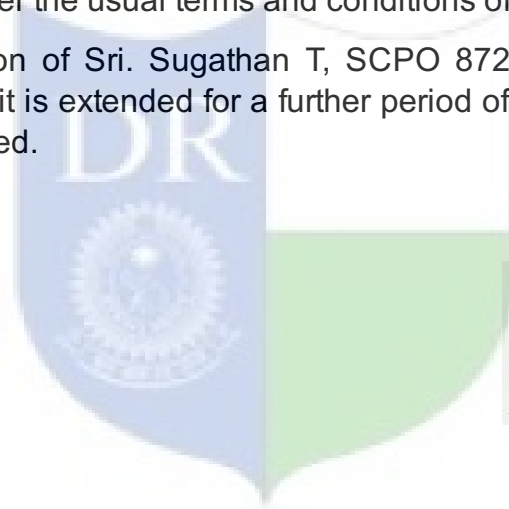 er the usual terms and conditions of
on of Sri. Sugathan T, SCPO 872
it is extended for a further period of
ed.
DR